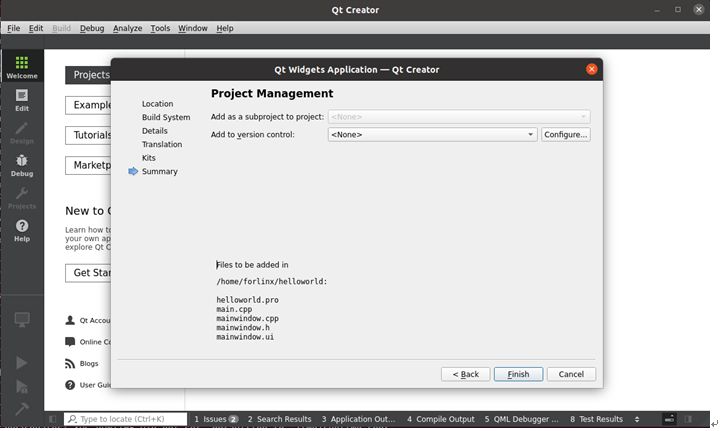 Qt Creator
File Edit Build Debug Analyze Tools Window Help
Welcome
Edit
Design
Debug
Projects
Help
Projects
Example
Tutorials
Marketp
New to
Learn how to
your own ap
explore Qt C
Get Star
Qt Accou
Online Co
Blogs
User Guid
Qt Widgets Application — Qt Creator
Location
Build System
Details
Translation
Kits
Summary
Project Management
Add as a subproject to project: <None>
Add to version control: <None> Configure...
Files to be added in
/home/forlinx/helloworld:
helloworld.pro
main.cpp
mainwindow.cpp
mainwindow.h
mainwindow.ui
< Back Finish Cancel
Type to locate (Ctrl+K) 1 Issues 2 2 Search Results 3 Application Out... 4 Compile Output 5 QML Debugger ... 8 Test Results